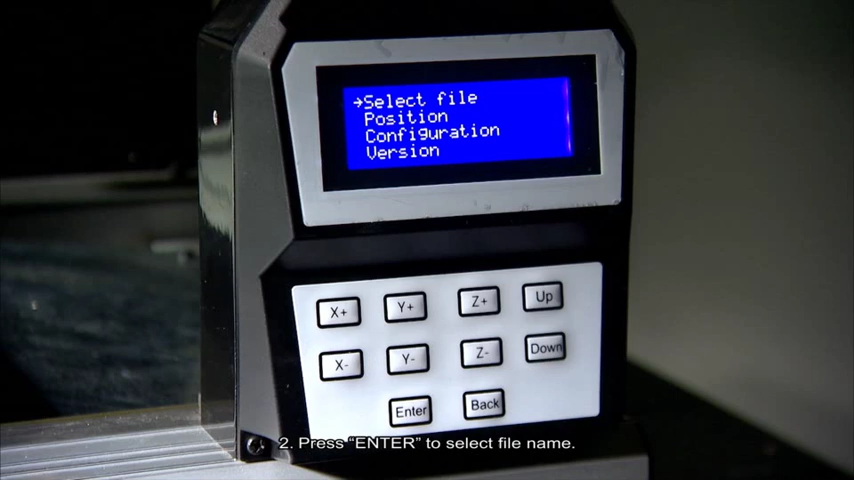 →Select file
Position
Configuration
Version
X+ Y+ Z+ Up
X- Y- Z- Down
Enter Back
2. Press “ENTER” to select file name.